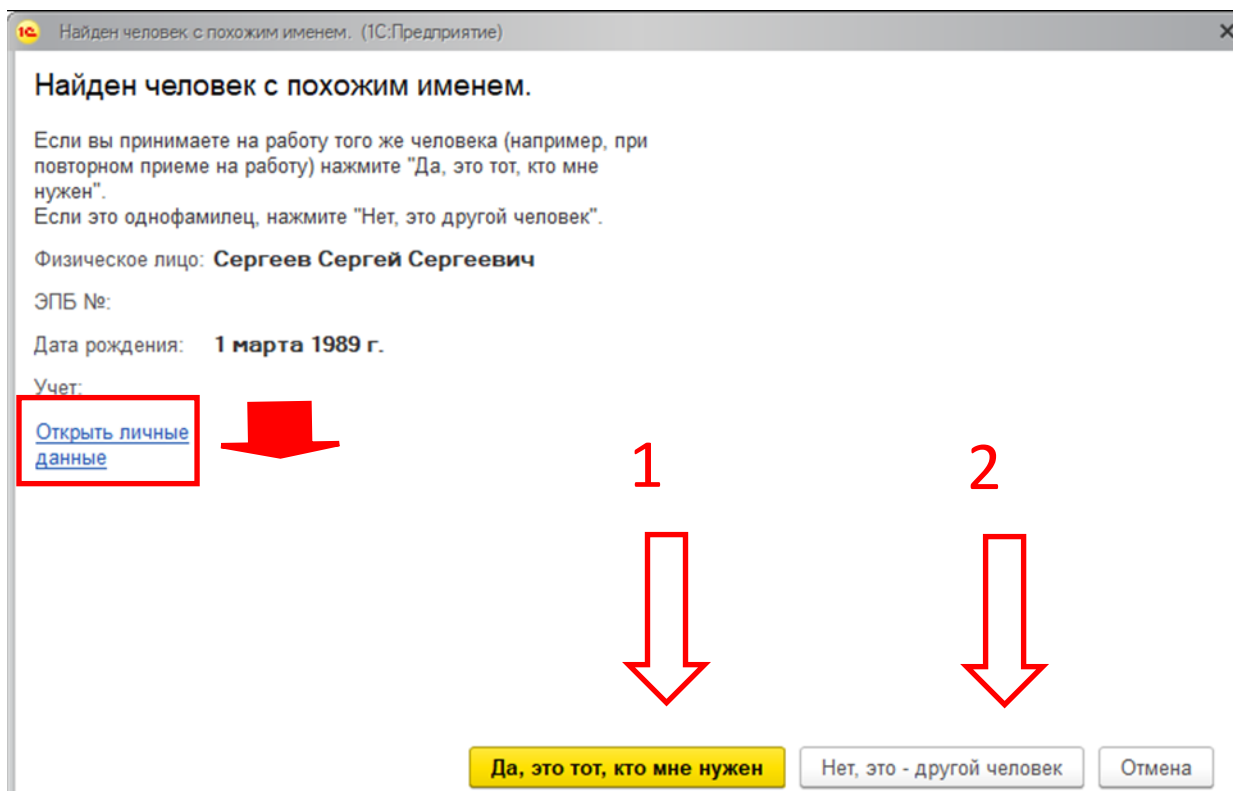 1С Найден человек с похожим именем. (1С:Предприятие)
Найден человек с похожим именем.
Если вы принимаете на работу того же человека (например, при
повторном приеме на работу) нажмите "Да, это тот, кто мне
нужен".
Если это однофамилец, нажмите "Нет, это другой человек".
Физическое лицо: Сергеев Сергей Сергеевич
ЭПБ №:
Дата рождения: 1 марта 1989 г.
Учет:
Открыть личные
данные
1 2
Да, это тот, кто мне нужен Нет, это - другой человек Отмена